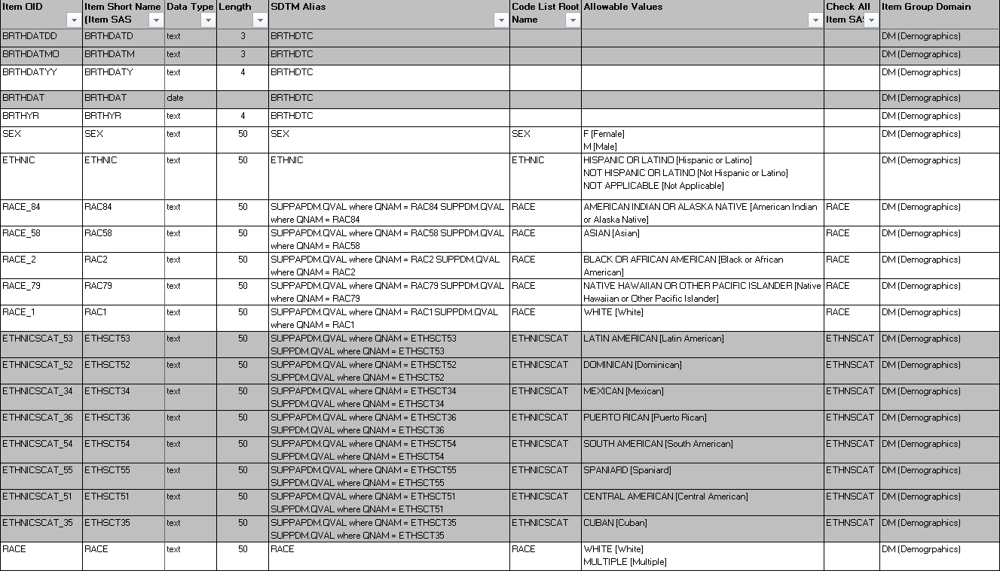 Item OID Item Short Name Data Type Length SDTM Alias Code List Root Allowable Values Check All Item Group Domain
(Item SAS Name Item SAS
BRTHDATDD BRTHDATD text 3 BRTHDTC DM (Demographics)
BRTHDATMO BRTHDATM text 3 BRTHDTC DM (Demographics)
BRTHDATYY BRTHDATY text 4 BRTHDTC DM (Demographics)
BRTHDAT BRTHDAT date BRTHDTC DM (Demographics)
BRTHYR BRTHYR text 4 BRTHDTC DM (Demographics)
SEX SEX text 50 SEX SEX F [Female] DM (Demographics)
M [Male]
ETHNIC ETHNIC text 50 ETHNIC ETHNIC HISPANIC OR LATINO [Hispanic or Latino] DM (Demographics)
NOT HISPANIC OR LATINO [Not Hispanic or Latino]
NOT APPLICABLE [Not Applicable]
RACE_84 RAC84 text 50 SUPPAPDM.QVAL where QNAM = RAC84 SUPPDM.QVAL RACE AMERICAN INDIAN OR ALASKA NATIVE [American Indian RACE DM (Demographics)
where QNAM = RAC84 or Alaska Native]
RACE_58 RAC58 text 50 SUPPAPDM.QVAL where QNAM = RAC58 SUPPDM.QVAL RACE ASIAN [Asian] RACE DM (Demographics)
where QNAM = RAC58
RACE_2 RAC2 text 50 SUPPAPDM.QVAL where QNAM = RAC2 SUPPDM.QVAL RACE BLACK OR AFRICAN AMERICAN [Black or African RACE DM (Demographics)
where QNAM = RAC2 American]
RACE_79 RAC79 text 50 SUPPAPDM.QVAL where QNAM = RAC79 SUPPDM.QVAL RACE NATIVE HAWAIIAN OR OTHER PACIFIC ISLANDER [Native RACE DM (Demographics)
where QNAM = RAC79 Hawaiian or Other Pacific Islander]
RACE_1 RAC1 text 50 SUPPAPDM.QVAL where QNAM = RAC1 SUPPDM.QVAL RACE WHITE [White] RACE DM (Demographics)
where QNAM = RAC1
ETHNICSCAT_53 ETHSCT53 text 50 SUPPAPDM.QVAL where QNAM = ETHSCT53 ETHNICSCAT LATIN AMERICAN [Latin American] ETHNSCAT DM (Demographics)
SUPPDM.QVAL where QNAM = ETHSCT53
ETHNICSCAT_52 ETHSCT52 text 50 SUPPAPDM.QVAL where QNAM = ETHSCT52 ETHNICSCAT DOMINICAN [Dominican] ETHNSCAT DM (Demographics)
SUPPDM.QVAL where QNAM = ETHSCT52
ETHNICSCAT_34 ETHSCT34 text 50 SUPPAPDM.QVAL where QNAM = ETHSCT34 ETHNICSCAT MEXICAN [Mexican] ETHNSCAT DM (Demographics)
SUPPDM.QVAL where QNAM = ETHSCT34
ETHNICSCAT_36 ETHSCT36 text 50 SUPPAPDM.QVAL where QNAM = ETHSCT36 ETHNICSCAT PUERTO RICAN [Puerto Rican] ETHNSCAT DM (Demographics)
SUPPDM.QVAL where QNAM = ETHSCT36
ETHNICSCAT_54 ETHSCT54 text 50 SUPPAPDM.QVAL where QNAM = ETHSCT54 ETHNICSCAT SOUTH AMERICAN [South American] ETHNSCAT DM (Demographics)
SUPPDM.QVAL where QNAM = ETHSCT54
ETHNICSCAT_55 ETHSCT55 text 50 SUPPAPDM.QVAL where QNAM = ETHSCT55 ETHNICSCAT SPANIARD [Spaniard] ETHNSCAT DM (Demographics)
SUPPDM.QVAL where QNAM = ETHSCT55
ETHNICSCAT_51 ETHSCT51 text 50 SUPPAPDM.QVAL where QNAM = ETHSCT51 ETHNICSCAT CENTRAL AMERICAN [Central American] ETHNSCAT DM (Demographics)
SUPPDM.QVAL where QNAM = ETHSCT51
ETHNICSCAT_35 ETHSCT35 text 50 SUPPAPDM.QVAL where QNAM = ETHSCT35 ETHNICSCAT CUBAN [Cuban] ETHNSCAT DM (Demographics)
SUPPDM.QVAL where QNAM = ETHSCT35
RACE RACE text 50 RACE RACE WHITE [White] DM (Demogrpahics)
MULTIPLE [Multiple]